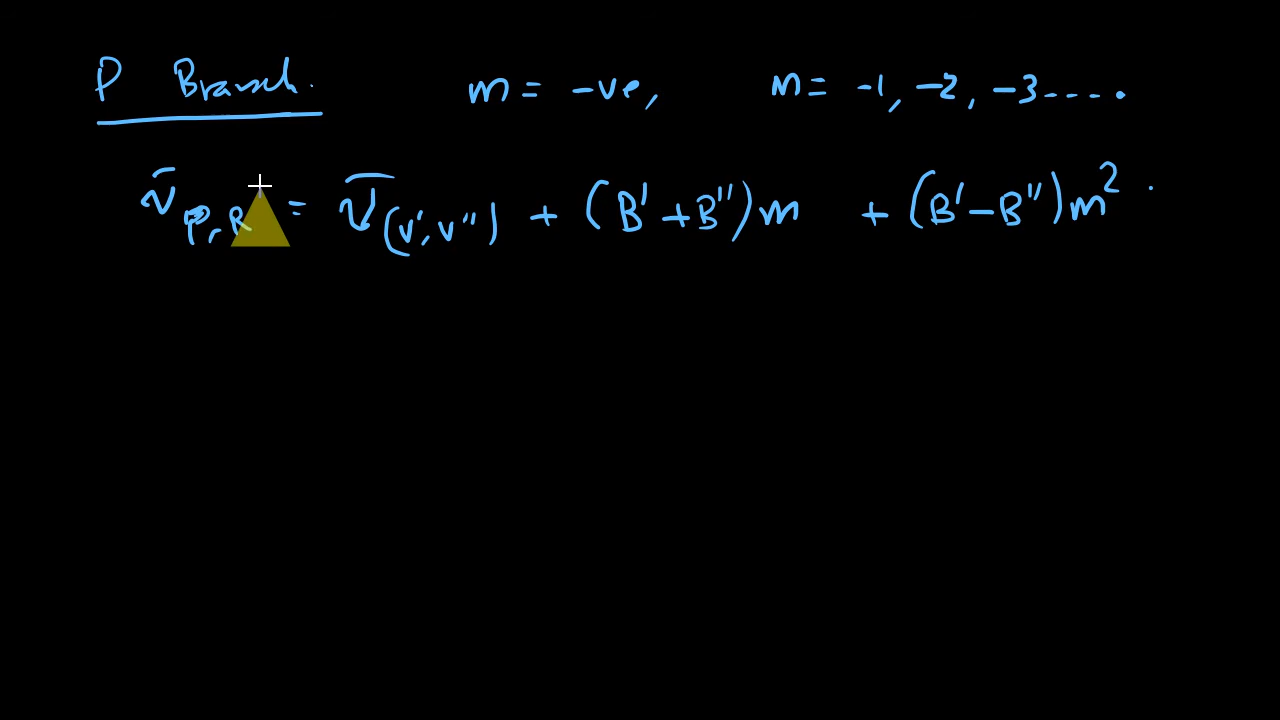 P Branch. m = -ve, m = -1, -2, -3.....
ν̄ P, R = ν̄ (v', v'') + (B' + B'')m + (B' - B'')m² .